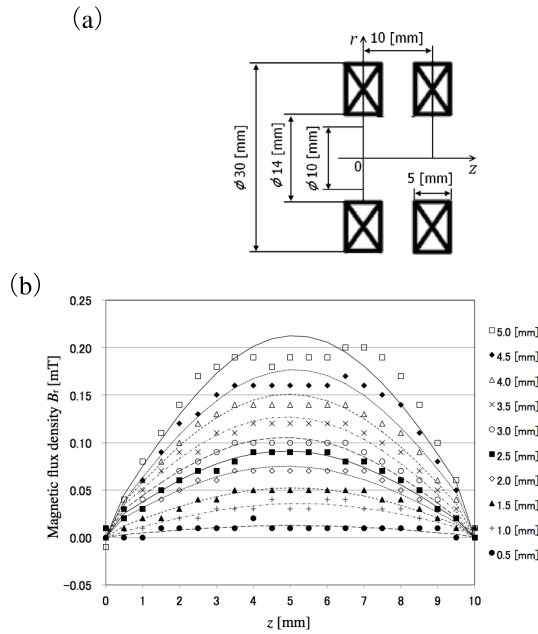 (a)
r
10 [mm]
ϕ30 [mm]
ϕ14 [mm]
ϕ10 [mm]
0
z
5 [mm]
(b)
Magnetic flux density Br [mT]
0.25
0.20
0.15
0.10
0.05
0.00
−0.05
0 1 2 3 4 5 6 7 8 9 10
z [mm]
5.0 [mm]
4.5 [mm]
4.0 [mm]
3.5 [mm]
3.0 [mm]
2.5 [mm]
2.0 [mm]
1.5 [mm]
1.0 [mm]
0.5 [mm]